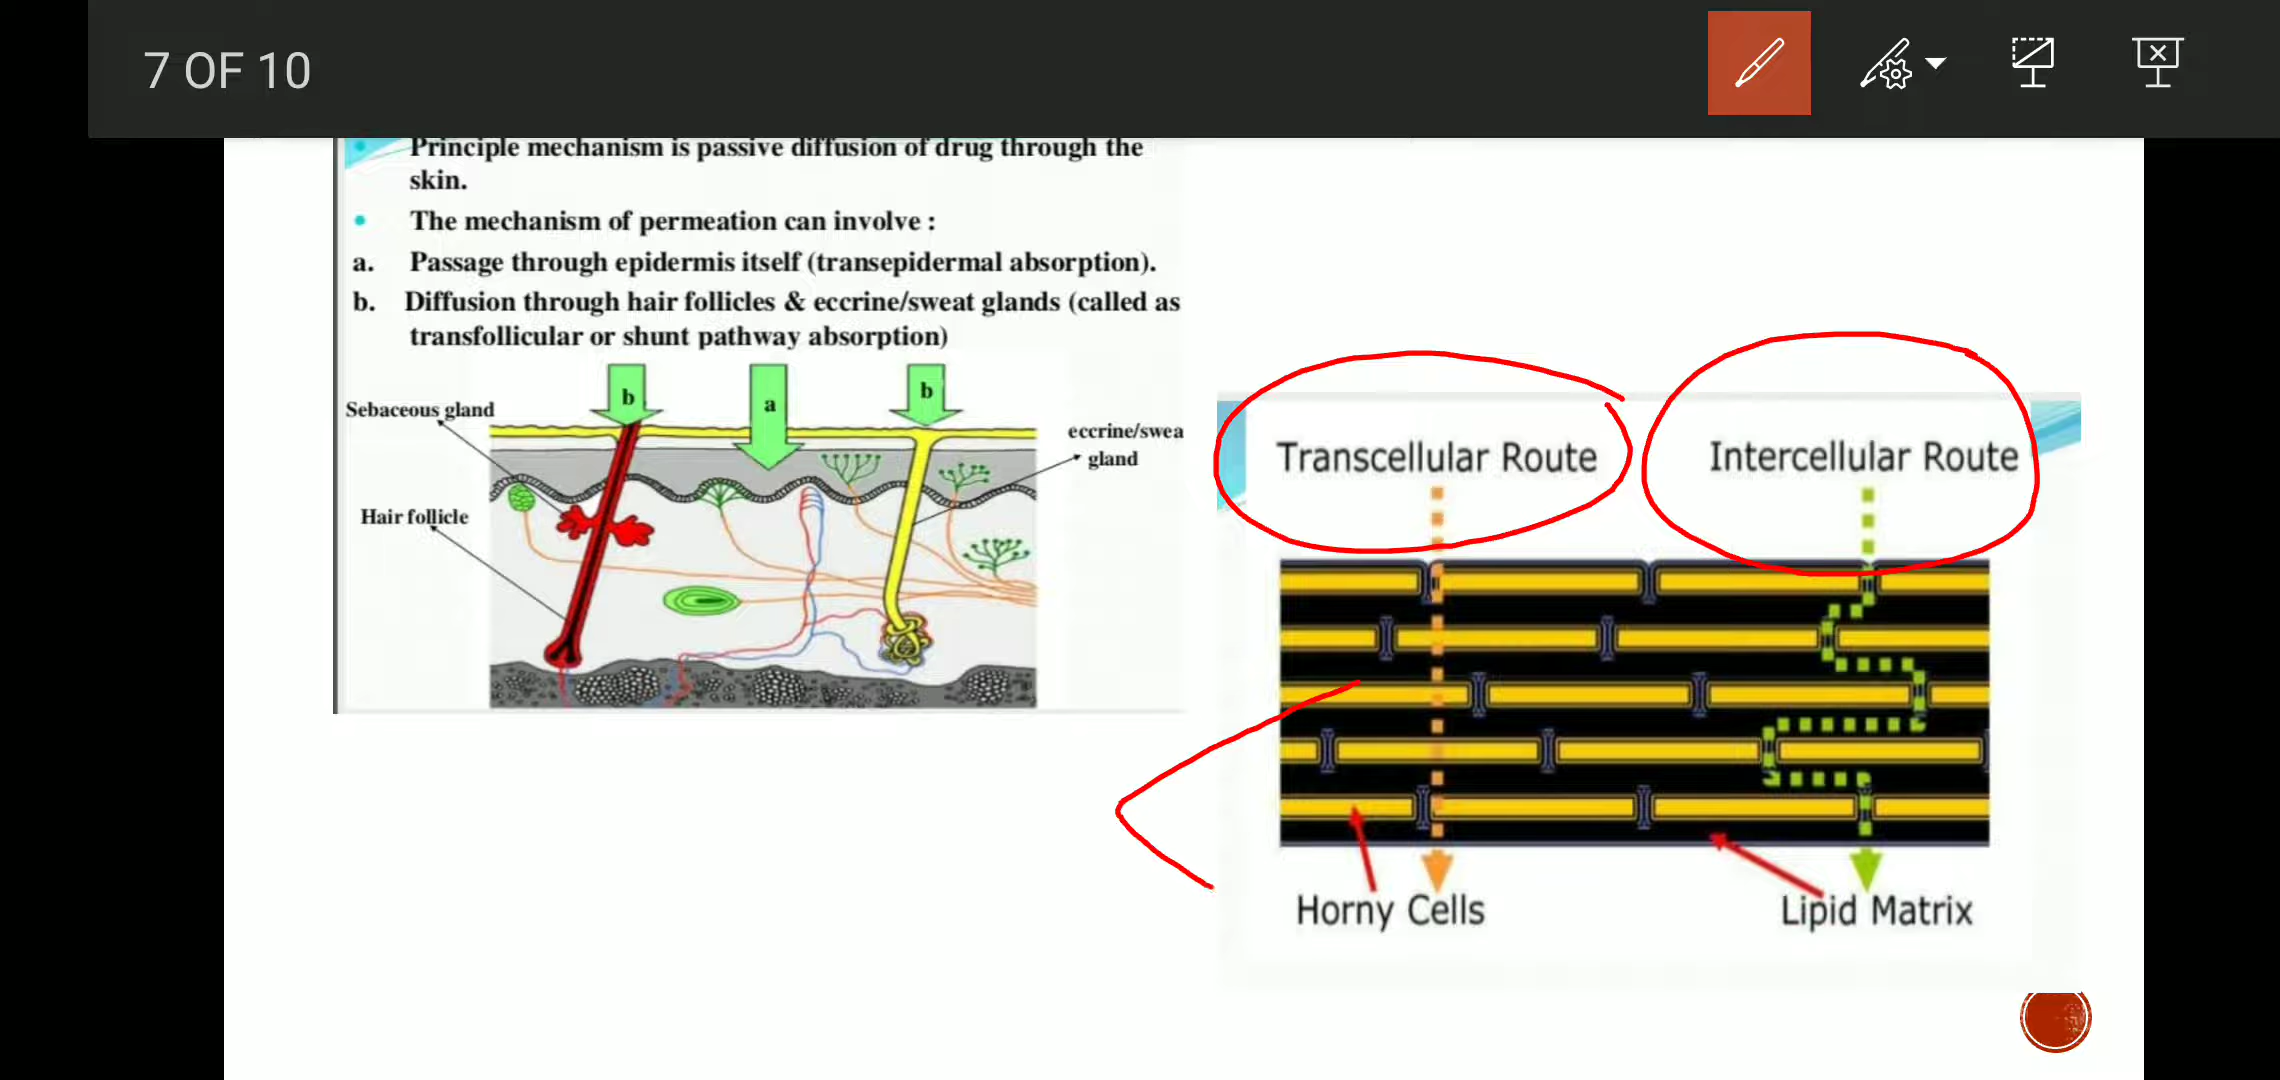 7 OF 10
Principle mechanism is passive diffusion of drug through the
skin.
The mechanism of permeation can involve :
a. Passage through epidermis itself (transepidermal absorption).
b. Diffusion through hair follicles & eccrine/sweat glands (called as
transfollicular or shunt pathway absorption)
b
a
b
Sebaceous gland
eccrine/swea
gland
Hair follicle
Transcellular Route
Intercellular Route
Horny Cells
Lipid Matrix